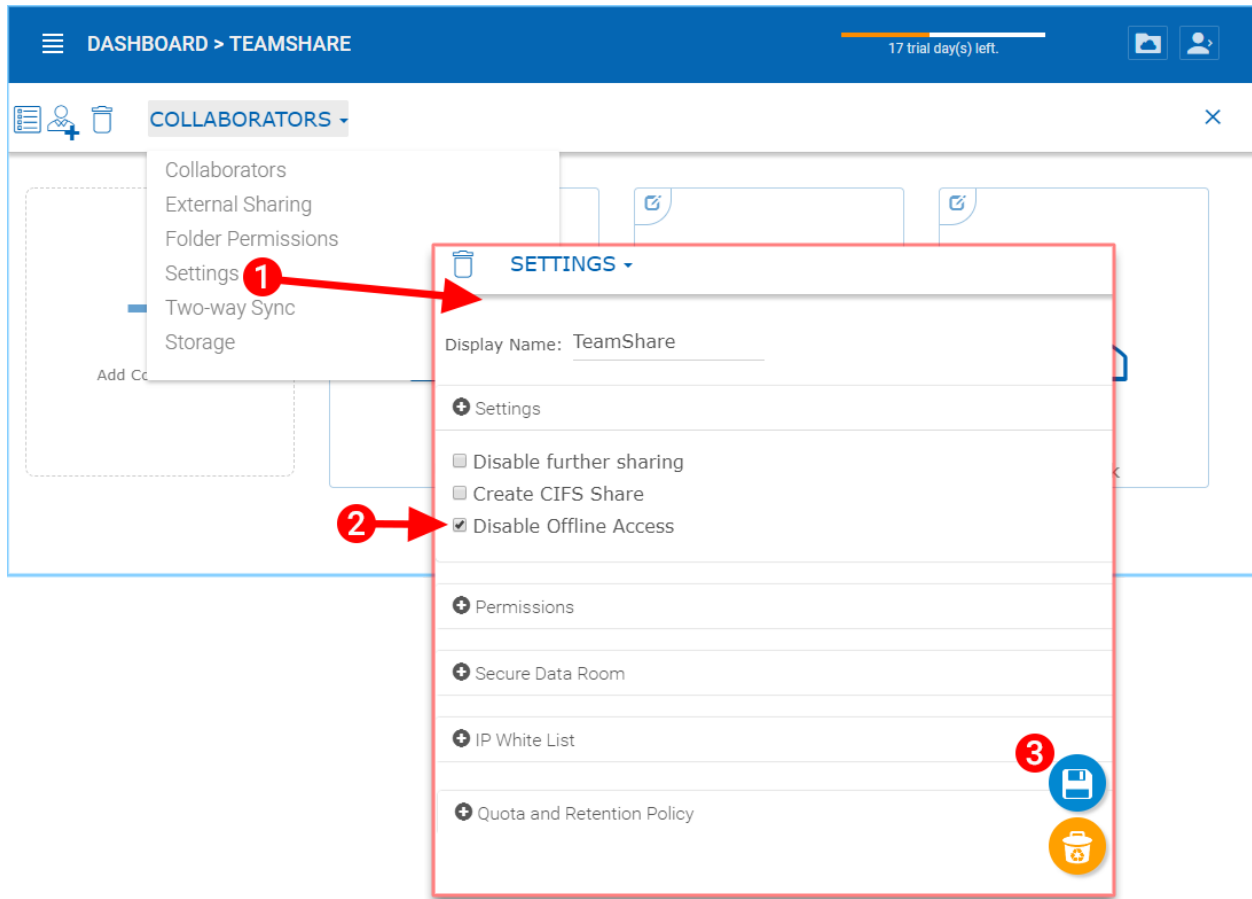 DASHBOARD > TEAMSHARE
17 trial day(s) left.
COLLABORATORS
Collaborators
External Sharing
Folder Permissions
Settings
1
Two-way Sync
Storage
Add Co
SETTINGS
Display Name: TeamShare
Settings
Disable further sharing
Create CIFS Share
2
Disable Offline Access
Permissions
Secure Data Room
IP White List
3
Quota and Retention Policy